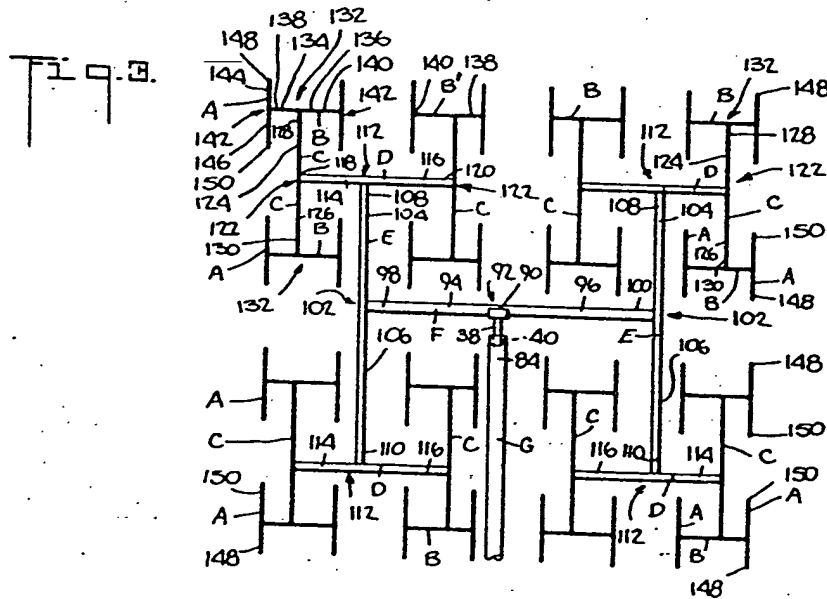 Fig. 3.
148 138 134 132 136 140
144
A
142
146 128 B 142
150
124 C 118 112 D 116 120
122 114 108 122
C 126 104 C
130 B E
A
132
140 B' 138
B B 132 148
112 124 128
D 122
C 108 104 C
A 126 150
130 B A
148
102 98 94 92 90 96 100 102
F 38 40 E
84
106 106
A C 114 110 116 C G C 116 110 114 C
148
150
150 D D 150
A 112 112 A A
148 B B 148